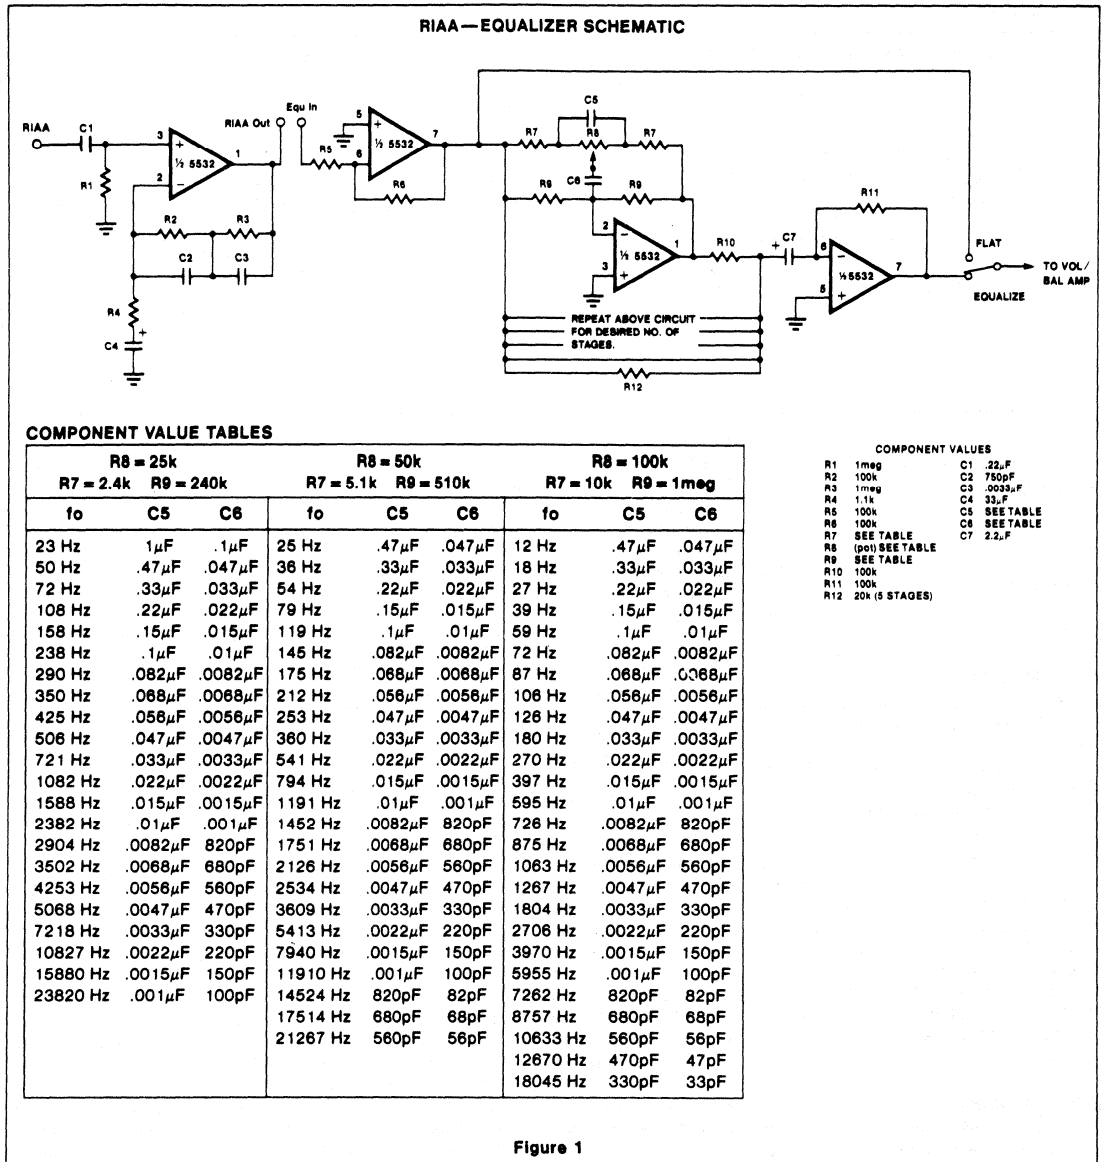 RIAA—EQUALIZER SCHEMATIC
RIAA
C1
R1
3
2
+
−
½ 5532
1
R2
R3
C2
C3
R4
+
C4
RIAA Out
Equ In
R5
5
6
+
−
½ 5532
7
R6
C5
R7
R8
R7
C6
R9
R9
2
3
−
+
½ 5532
1
R10
REPEAT ABOVE CIRCUIT
FOR DESIRED NO. OF
STAGES.
R12
+
C7
R11
6
5
−
+
½ 5532
7
FLAT
EQUALIZE
TO VOL/
BAL AMP
COMPONENT VALUE TABLES
R8 = 25k R8 = 50k R8 = 100k
R7 = 2.4k R9 = 240k R7 = 5.1k R9 = 510k R7 = 10k R9 = 1meg
fo C5 C6 fo C5 C6 fo C5 C6
23 Hz 1µF .1µF 25 Hz .47µF .047µF 12 Hz .47µF .047µF
50 Hz .47µF .047µF 36 Hz .33µF .033µF 18 Hz .33µF .033µF
72 Hz .33µF .033µF 54 Hz .22µF .022µF 27 Hz .22µF .022µF
108 Hz .22µF .022µF 79 Hz .15µF .015µF 39 Hz .15µF .015µF
158 Hz .15µF .015µF 119 Hz .1µF .01µF 59 Hz .1µF .01µF
238 Hz .1µF .01µF 145 Hz .082µF .0082µF 72 Hz .082µF .0082µF
290 Hz .082µF .0082µF 175 Hz .068µF .0068µF 87 Hz .068µF .0068µF
350 Hz .068µF .0068µF 212 Hz .056µF .0056µF 106 Hz .056µF .0056µF
425 Hz .056µF .0056µF 253 Hz .047µF .0047µF 126 Hz .047µF .0047µF
506 Hz .047µF .0047µF 360 Hz .033µF .0033µF 180 Hz .033µF .0033µF
721 Hz .033µF .0033µF 541 Hz .022µF .0022µF 270 Hz .022µF .0022µF
1082 Hz .022µF .0022µF 794 Hz .015µF .0015µF 397 Hz .015µF .0015µF
1588 Hz .015µF .0015µF 1191 Hz .01µF .001µF 595 Hz .01µF .001µF
2382 Hz .01µF .001µF 1452 Hz .0082µF 820pF 726 Hz .0082µF 820pF
2904 Hz .0082µF 820pF 1751 Hz .0068µF 680pF 875 Hz .0068µF 680pF
3502 Hz .0068µF 680pF 2126 Hz .0056µF 560pF 1063 Hz .0056µF 560pF
4253 Hz .0056µF 560pF 2534 Hz .0047µF 470pF 1267 Hz .0047µF 470pF
5068 Hz .0047µF 470pF 3609 Hz .0033µF 330pF 1804 Hz .0033µF 330pF
7218 Hz .0033µF 330pF 5413 Hz .0022µF 220pF 2706 Hz .0022µF 220pF
10827 Hz .0022µF 220pF 7940 Hz .0015µF 150pF 3970 Hz .0015µF 150pF
15880 Hz .0015µF 150pF 11910 Hz .001µF 100pF 5955 Hz .001µF 100pF
23820 Hz .001µF 100pF 14524 Hz 820pF 82pF 7262 Hz 820pF 82pF
17514 Hz 680pF 68pF 8757 Hz 680pF 68pF
21267 Hz 560pF 56pF 10633 Hz 560pF 56pF
12670 Hz 470pF 47pF
18045 Hz 330pF 33pF
COMPONENT VALUES
R1 1meg C1 .22µF
R2 100k C2 750pF
R3 1meg C3 .0033µF
R4 1.1k C4 33µF
R5 100k C5 SEE TABLE
R6 100k C6 SEE TABLE
R7 SEE TABLE C7 2.2µF
R8 (pot) SEE TABLE
R9 SEE TABLE
R10 100k
R11 100k
R12 20k (5 STAGES)
Figure 1